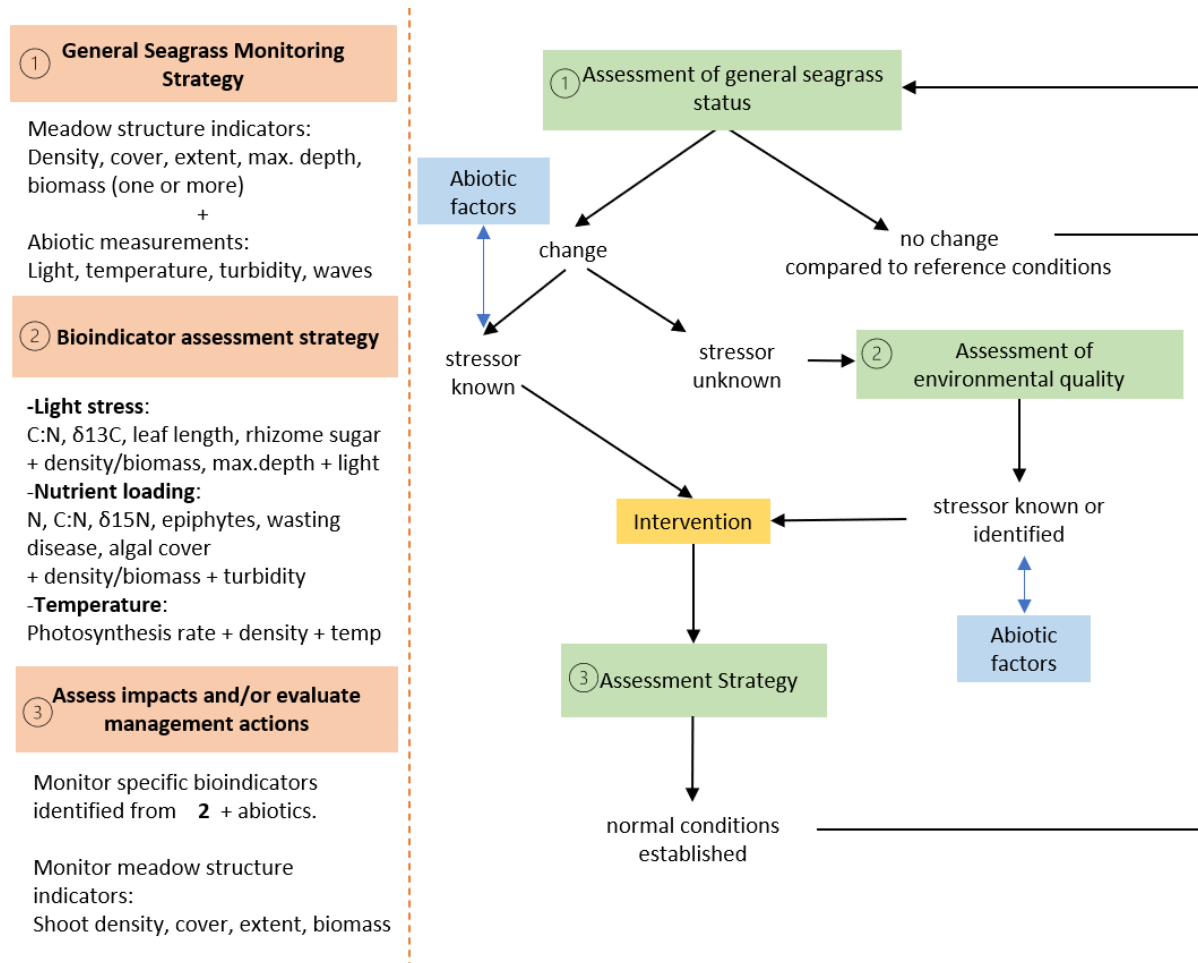 ① General Seagrass Monitoring
Strategy
Meadow structure indicators:
Density, cover, extent, max. depth,
biomass (one or more)
+
Abiotic measurements:
Light, temperature, turbidity, waves
② Bioindicator assessment strategy
-Light stress:
C:N, δ13C, leaf length, rhizome sugar
+ density/biomass, max.depth + light
-Nutrient loading:
N, C:N, δ15N, epiphytes, wasting
disease, algal cover
+ density/biomass + turbidity
-Temperature:
Photosynthesis rate + density + temp
③ Assess impacts and/or evaluate
management actions
Monitor specific bioindicators
identified from 2 + abiotics.
Monitor meadow structure
indicators:
Shoot density, cover, extent, biomass
① Assessment of general seagrass
status
Abiotic
factors
change
no change
compared to reference conditions
stressor
known
stressor
unknown
② Assessment of
environmental quality
Intervention
stressor known or
identified
Abiotic
factors
③ Assessment Strategy
normal conditions
established